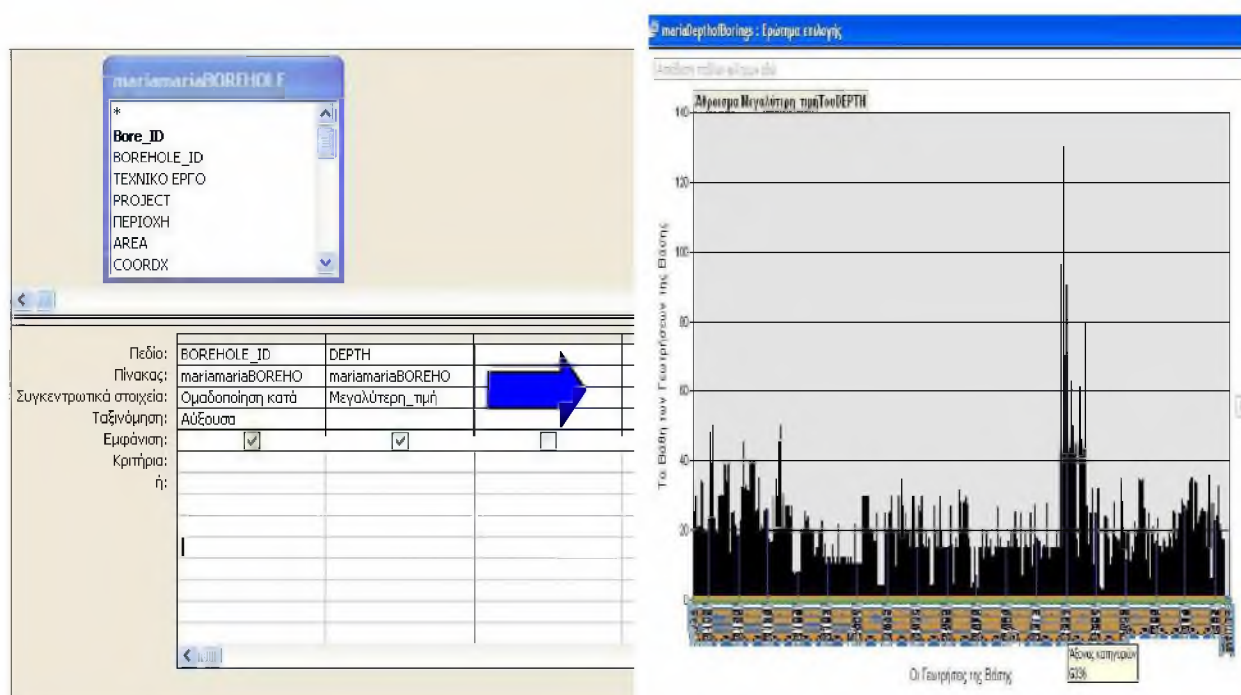 mariamariaBOREHOLE
*
Bore_ID
BOREHOLE_ID
ΤΕΧΝΙΚΟ ΕΡΓΟ
PROJECT
ΠΕΡΙΟΧΗ
AREA
COORDX
Πεδίο: BOREHOLE_ID DEPTH
Πίνακας: mariamariaBOREHO mariamariaBOREHO
Συγκεντρωτικά στοιχεία: Ομαδοποίηση κατά Μεγαλύτερη_τιμή
Ταξινόμηση: Αύξουσα
Εμφάνιση:
Κριτήρια:
ή:
mariaDepthofBorings : Ερώτημα επιλογής
Άθροισμα Μεγαλύτερη_τιμήΤουDEPTH
140
120
100
80
60
40
20
0
Τα Βάθη των Γεωτρήσεων της Βάσης
Άξονας κατηγοριών
G336
Οι Γεωτρήσεις της Βάσης